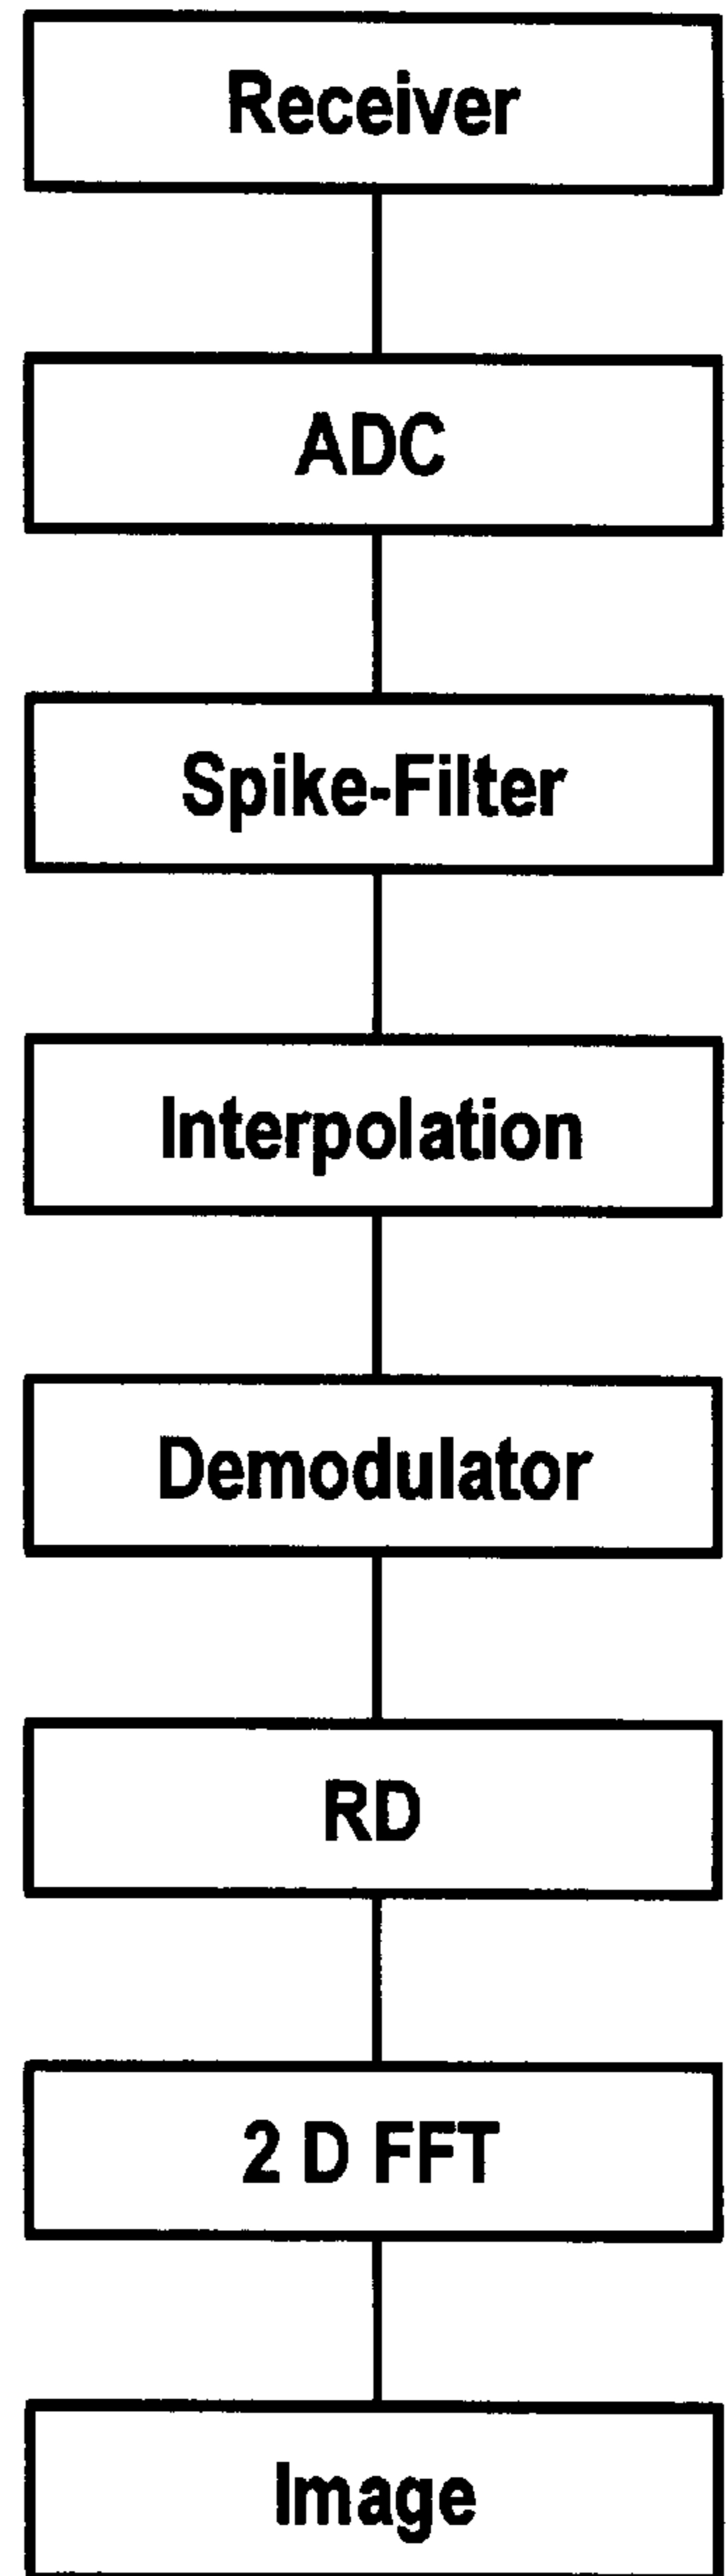 Receiver
ADC
Spike-Filter
Interpolation
Demodulator
RD
2 D FFT
Image